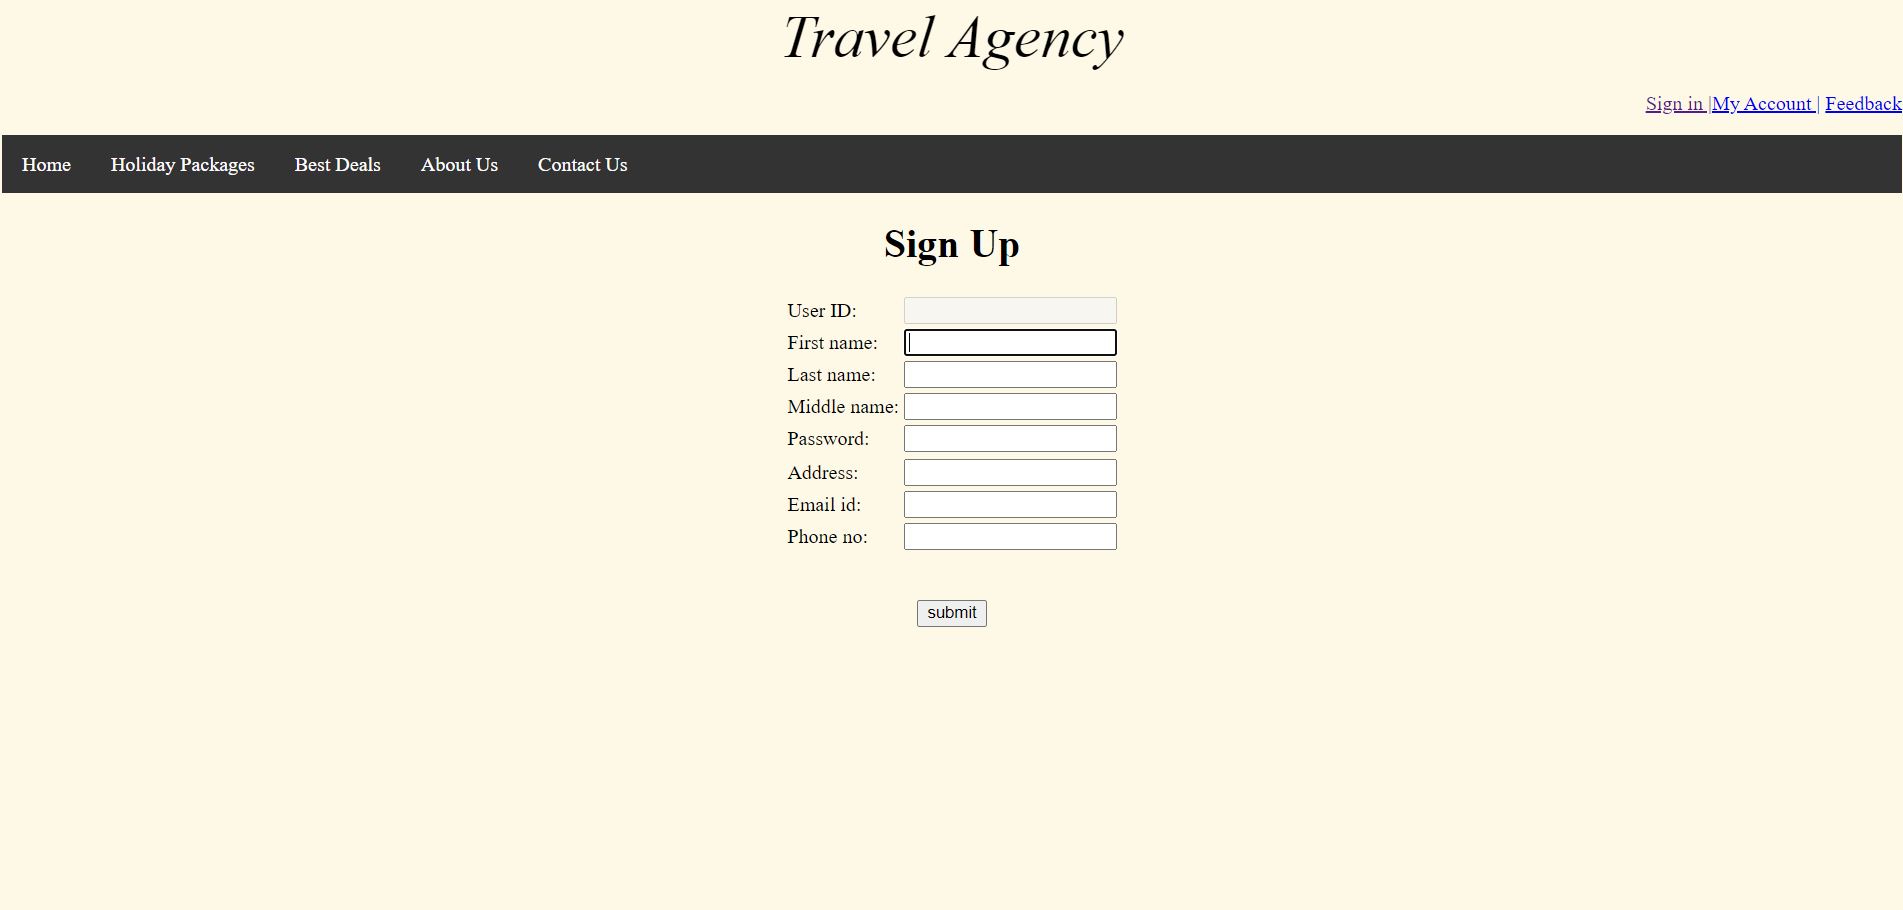 Travel Agency
Sign in |My Account | Feedback
Home Holiday Packages Best Deals About Us Contact Us
Sign Up
User ID:
First name:
Last name:
Middle name:
Password:
Address:
Email id:
Phone no:
submit